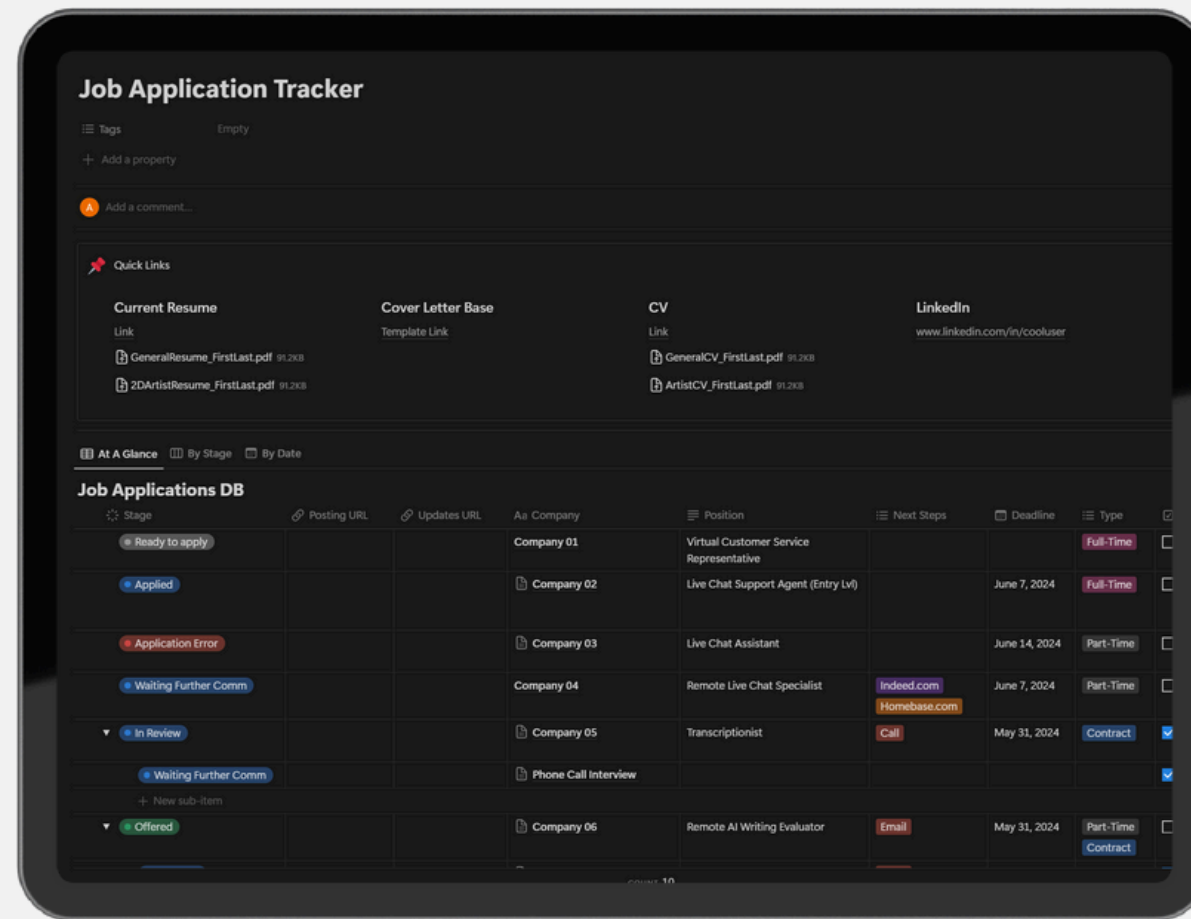 Job Application Tracker
Tags Empty
Add a property
A Add a comment...
Quick Links
Current Resume Cover Letter Base CV LinkedIn
Link Template Link Link www.linkedin.com/in/cooluser
GeneralResume_FirstLast.pdf 91.2KB GeneralCV_FirstLast.pdf 91.2KB
2DArtistResume_FirstLast.pdf 91.2KB ArtistCV_FirstLast.pdf 91.2KB
At A Glance By Stage By Date
Job Applications DB
Stage Posting URL Updates URL Aa Company Position Next Steps Deadline Type
Ready to apply Company 01 Virtual Customer Service Full-Time
Representative
Applied Company 02 Live Chat Support Agent (Entry Lvl) June 7, 2024 Full-Time
Application Error Company 03 Live Chat Assistant June 14, 2024 Part-Time
Waiting Further Comm Company 04 Remote Live Chat Specialist Indeed.com June 7, 2024 Part-Time
Homebase.com
In Review Company 05 Transcriptionist Call May 31, 2024 Contract
Waiting Further Comm Phone Call Interview
New sub-item
Offered Company 06 Remote AI Writing Evaluator Email May 31, 2024 Part-Time
Contract
COUNT 10